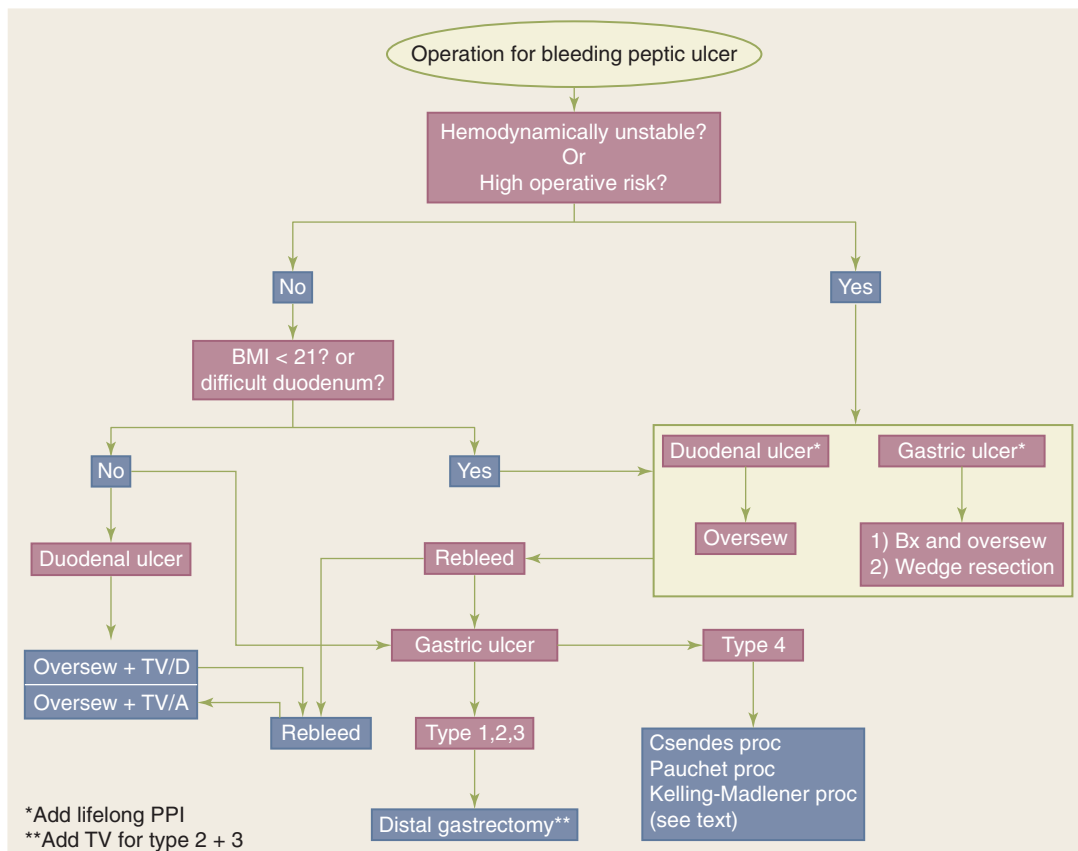 Operation for bleeding peptic ulcer
Hemodynamically unstable?
Or
High operative risk?
No
Yes
BMI < 21? or
difficult duodenum?
No
Yes
Duodenal ulcer*
Gastric ulcer*
Oversew
1) Bx and oversew
2) Wedge resection
Duodenal ulcer
Rebleed
Gastric ulcer
Type 4
Oversew + TV/D
Oversew + TV/A
Rebleed
Type 1,2,3
Csendes proc
Pauchet proc
Kelling-Madlener proc
(see text)
Distal gastrectomy**
*Add lifelong PPI
**Add TV for type 2 + 3